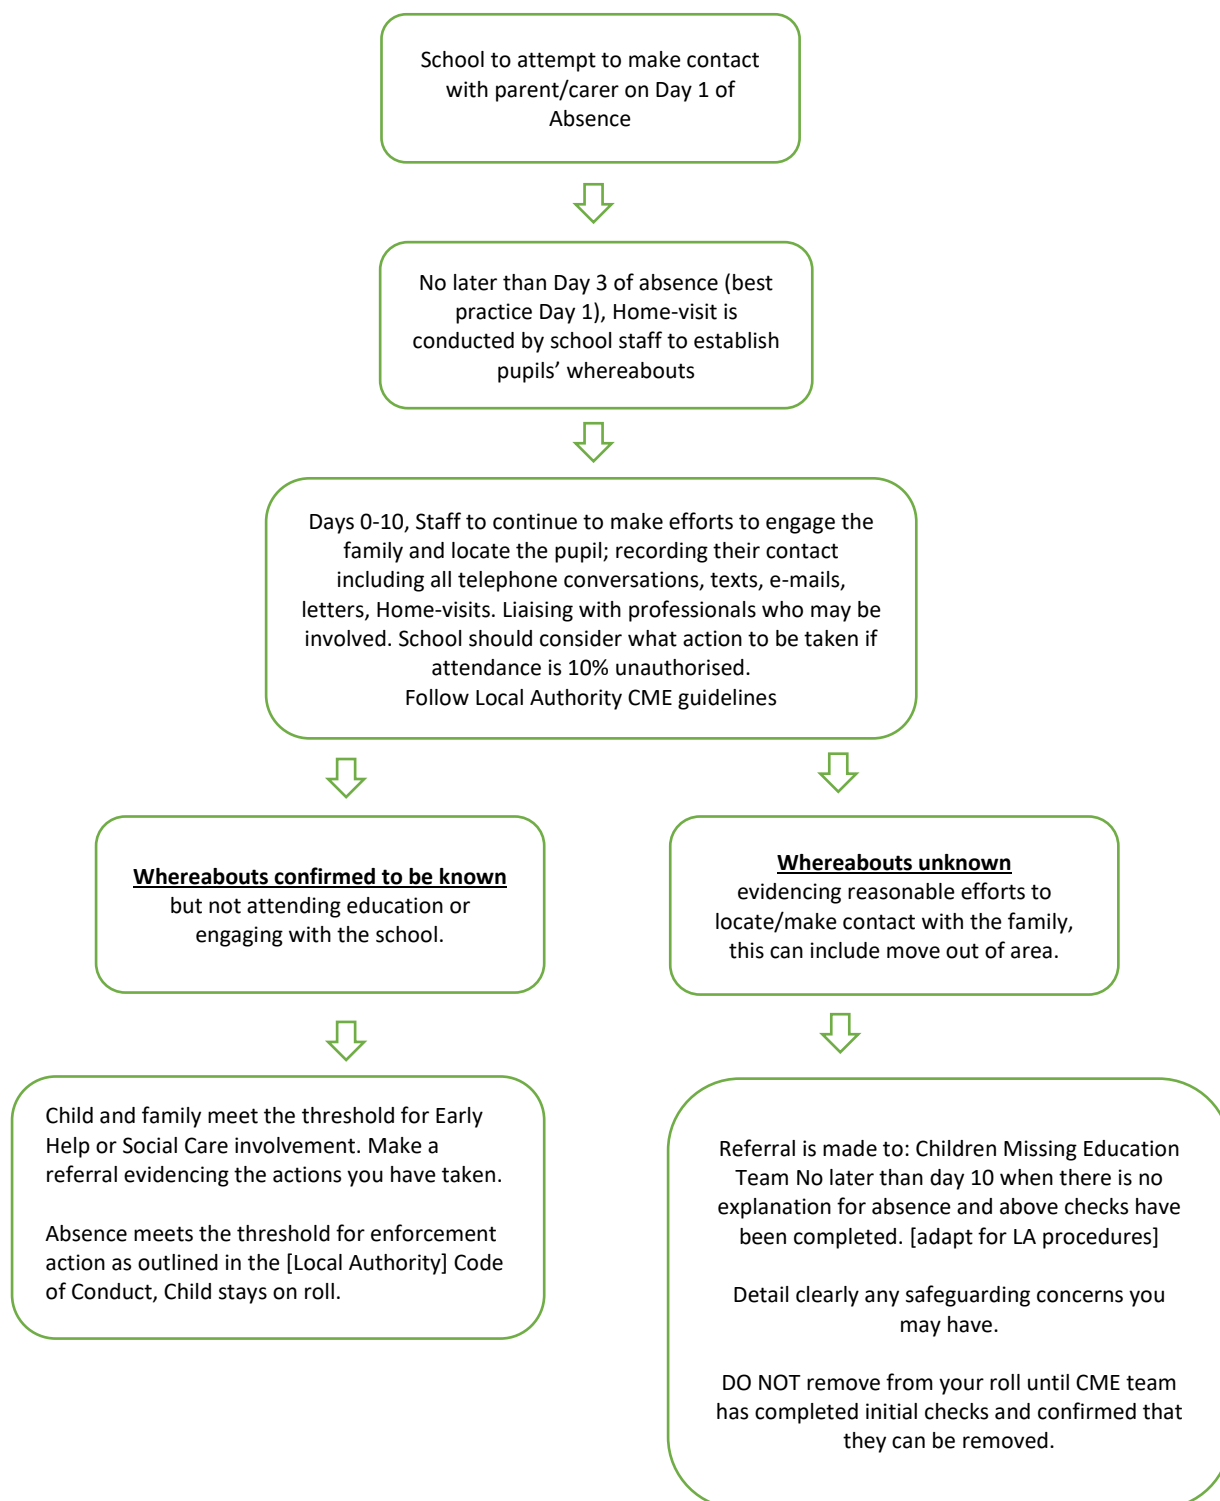 School to attempt to make contact
with parent/carer on Day 1 of
Absence
No later than Day 3 of absence (best
practice Day 1), Home-visit is
conducted by school staff to establish
pupils’ whereabouts
Days 0-10, Staff to continue to make efforts to engage the
family and locate the pupil; recording their contact
including all telephone conversations, texts, e-mails,
letters, Home-visits. Liaising with professionals who may be
involved. School should consider what action to be taken if
attendance is 10% unauthorised.
Follow Local Authority CME guidelines
Whereabouts confirmed to be known
but not attending education or
engaging with the school.
Whereabouts unknown
evidencing reasonable efforts to
locate/make contact with the family,
this can include move out of area.
Child and family meet the threshold for Early
Help or Social Care involvement. Make a
referral evidencing the actions you have taken.
Absence meets the threshold for enforcement
action as outlined in the [Local Authority] Code
of Conduct, Child stays on roll.
Referral is made to: Children Missing Education
Team No later than day 10 when there is no
explanation for absence and above checks have
been completed. [adapt for LA procedures]
Detail clearly any safeguarding concerns you
may have.
DO NOT remove from your roll until CME team
has completed initial checks and confirmed that
they can be removed.